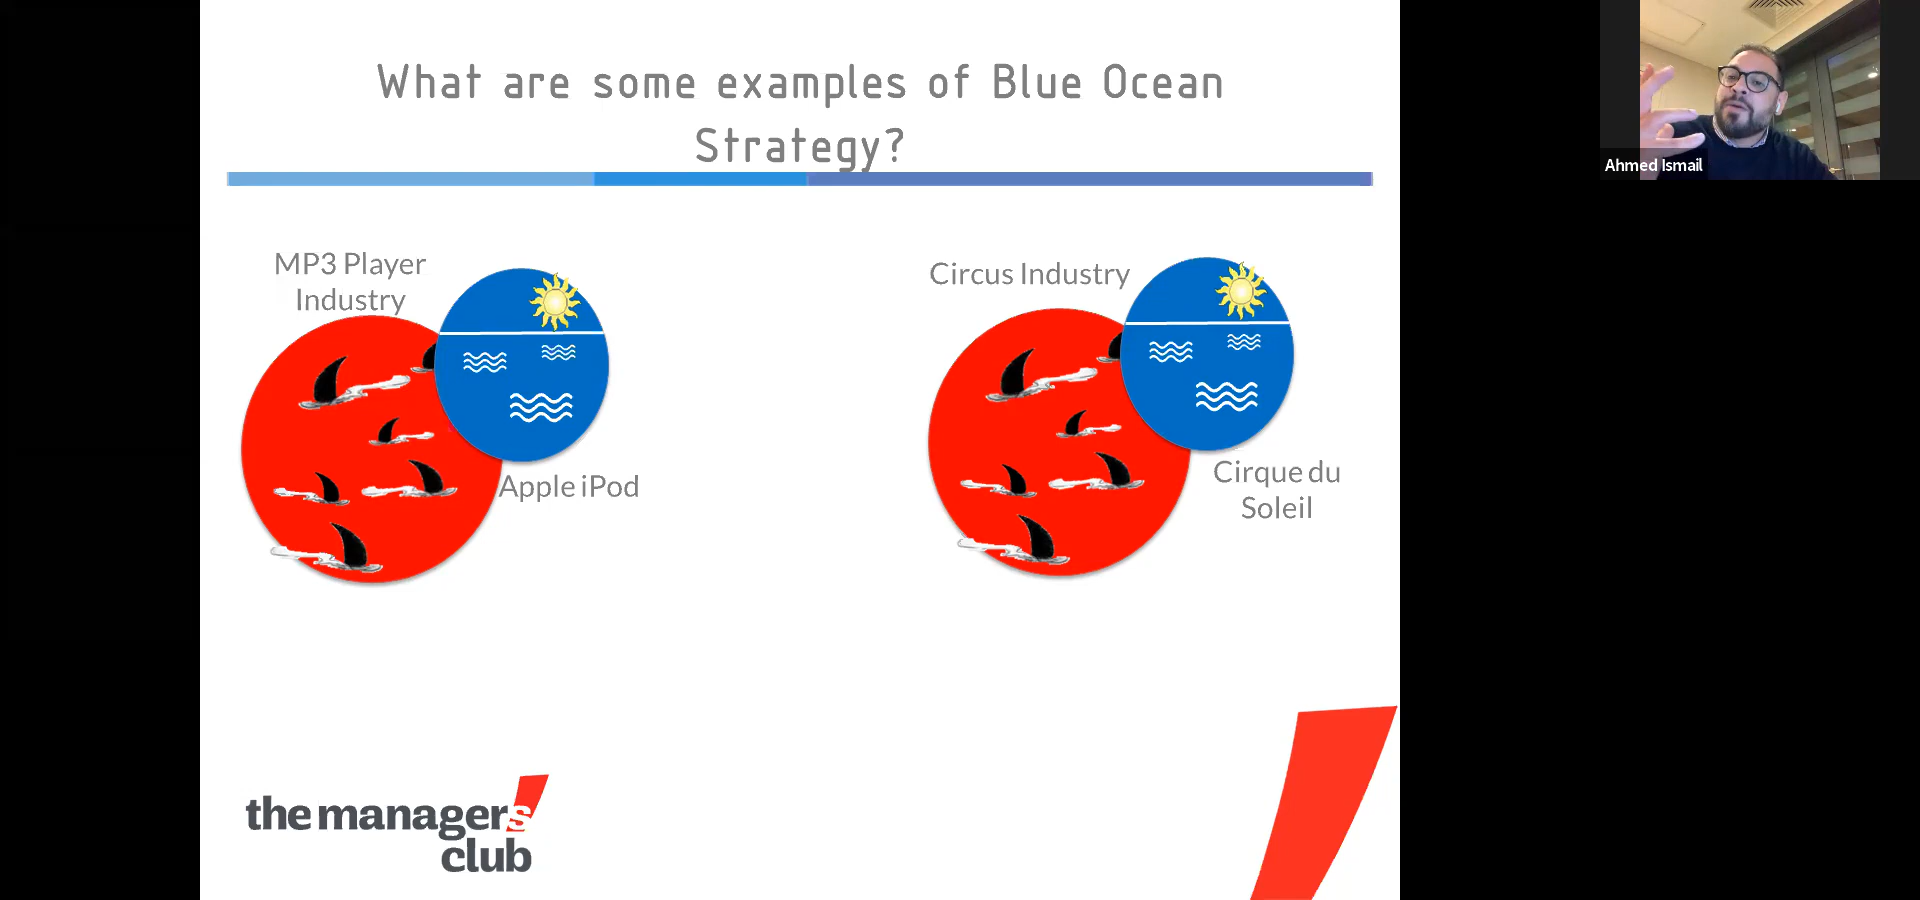 What are some examples of Blue Ocean
Strategy?
MP3 Player
Industry
Apple iPod
Circus Industry
Cirque du
Soleil
the managers
club
Ahmed Ismail